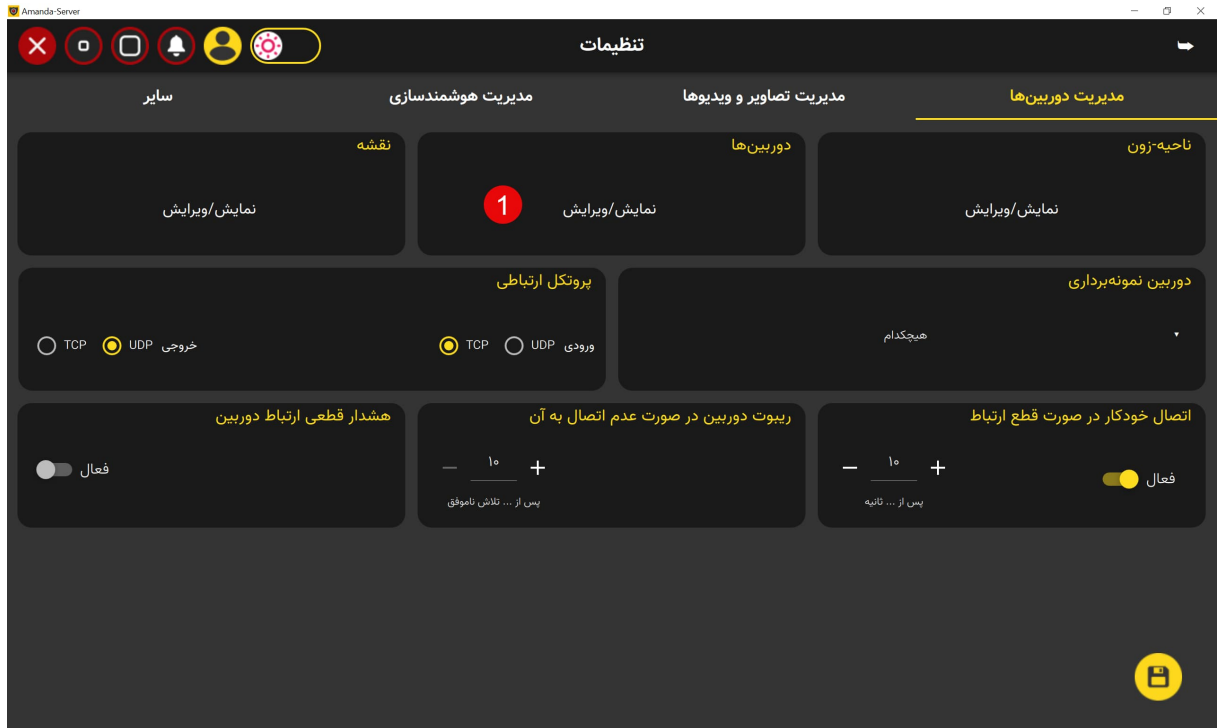 Amanda-Server
تنظیمات
مدیریت دوربین‌ها
مدیریت تصاویر و ویدیوها
مدیریت هوشمندسازی
سایر
ناحیه-زون
نمایش/ویرایش
دوربین‌ها
نمایش/ویرایش
1
نقشه
نمایش/ویرایش
دوربین نمونه‌برداری
هیچکدام
پروتکل ارتباطی
ورودی UDP TCP
خروجی UDP TCP
اتصال خودکار در صورت قطع ارتباط
فعال
۱۰
پس از ... ثانیه
ریبوت دوربین در صورت عدم اتصال به آن
۱۰
پس از ... تلاش ناموفق
هشدار قطعی ارتباط دوربین
فعال